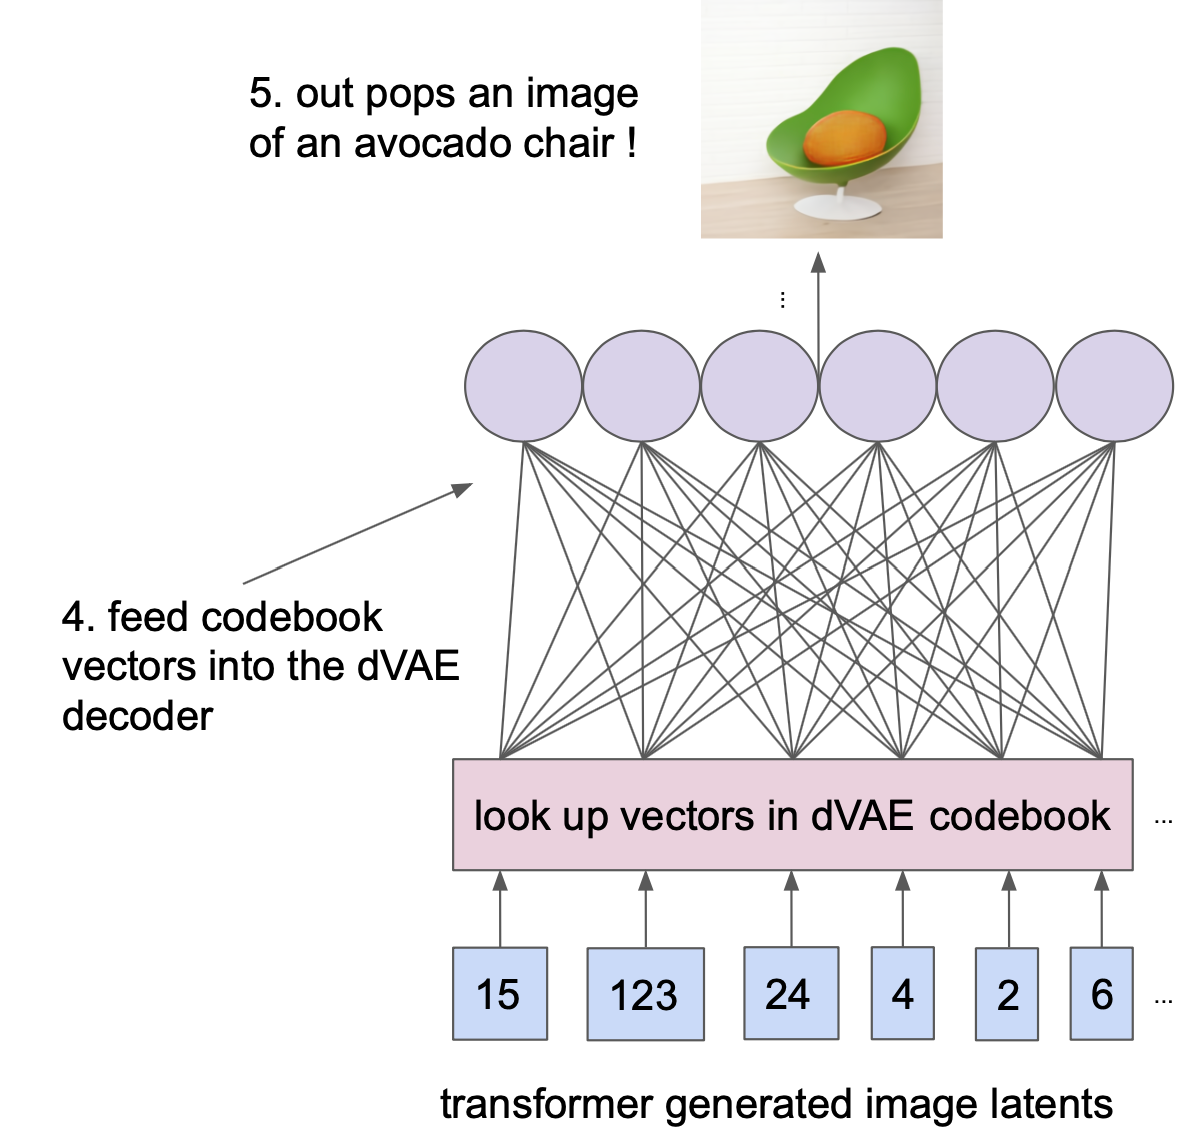 5. out pops an image
of an avocado chair !
...
4. feed codebook
vectors into the dVAE
decoder
look up vectors in dVAE codebook
...
15 123 24 4 2 6 ...
transformer generated image latents